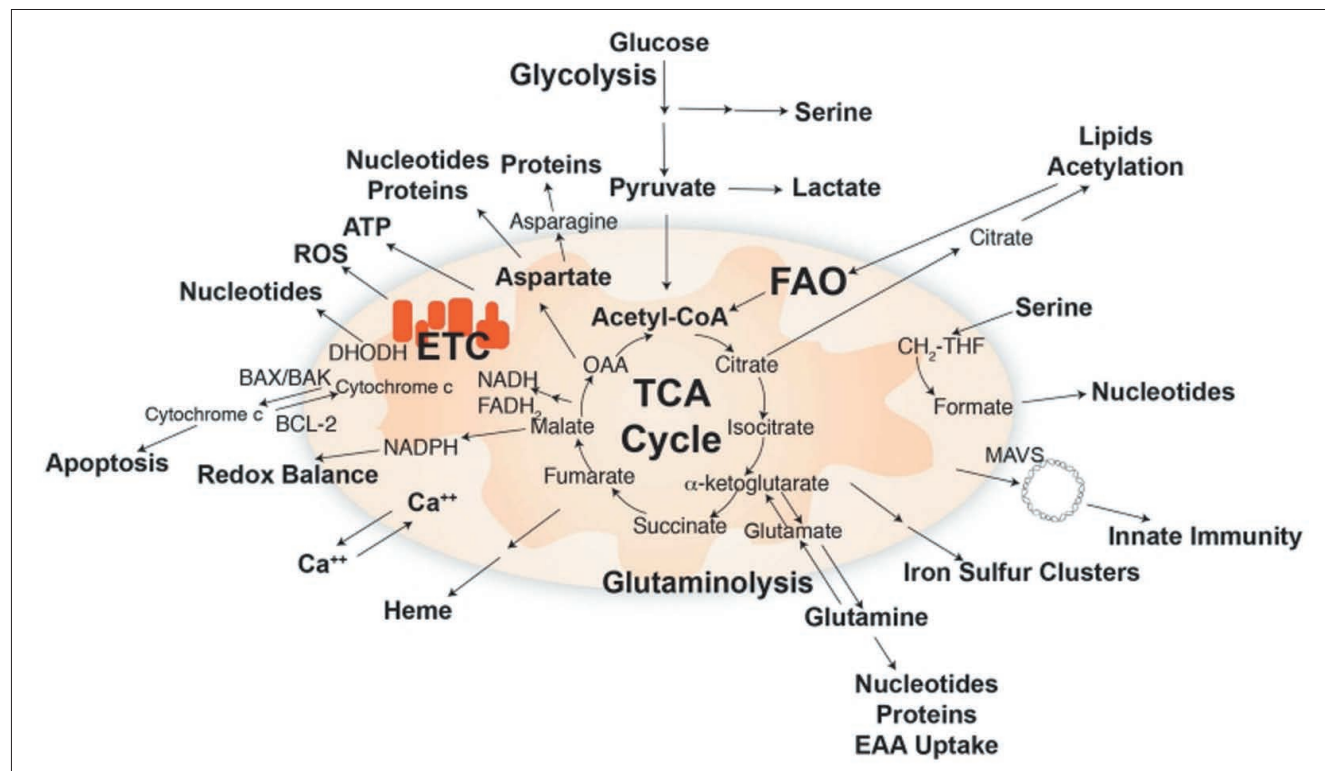 Glucose
Glycolysis
Serine
Lipids
Acetylation
Nucleotides
Proteins
Proteins
Pyruvate
Lactate
Asparagine
Citrate
ATP
ROS
Aspartate
FAO
Nucleotides
Acetyl-CoA
Serine
DHODH
ETC
OAA
Citrate
CH2-THF
BAX/BAK
Cytochrome c
NADH
FADH2
TCA
Cycle
Formate
Nucleotides
Cytochrome c
BCL-2
Malate
Isocitrate
Apoptosis
NADPH
Redox Balance
MAVS
Fumarate
α-ketoglutarate
Ca++
Succinate
Glutamate
Innate Immunity
Ca++
Glutaminolysis
Iron Sulfur Clusters
Heme
Glutamine
Nucleotides
Proteins
EAA Uptake